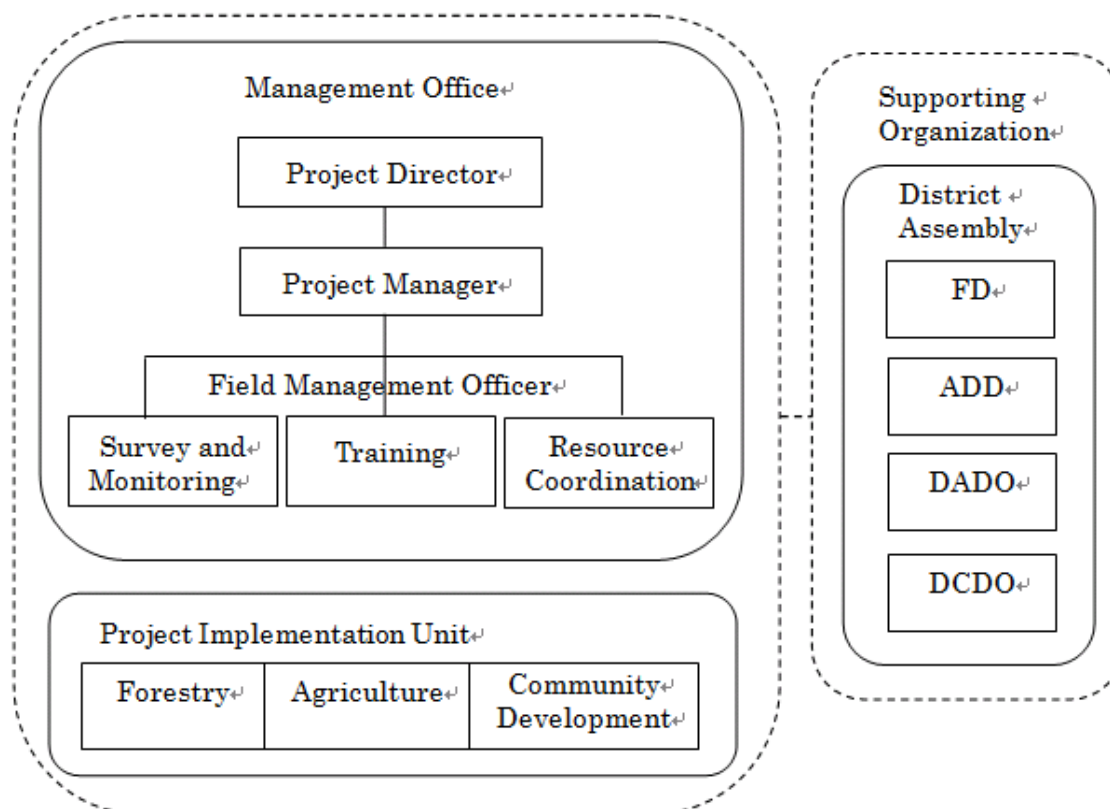 Management Office
Project Director
Project Manager
Field Management Officer
Survey and
Monitoring
Training
Resource
Coordination
Project Implementation Unit
Forestry
Agriculture
Community
Development
Supporting
Organization
District
Assembly
FD
ADD
DADO
DCDO